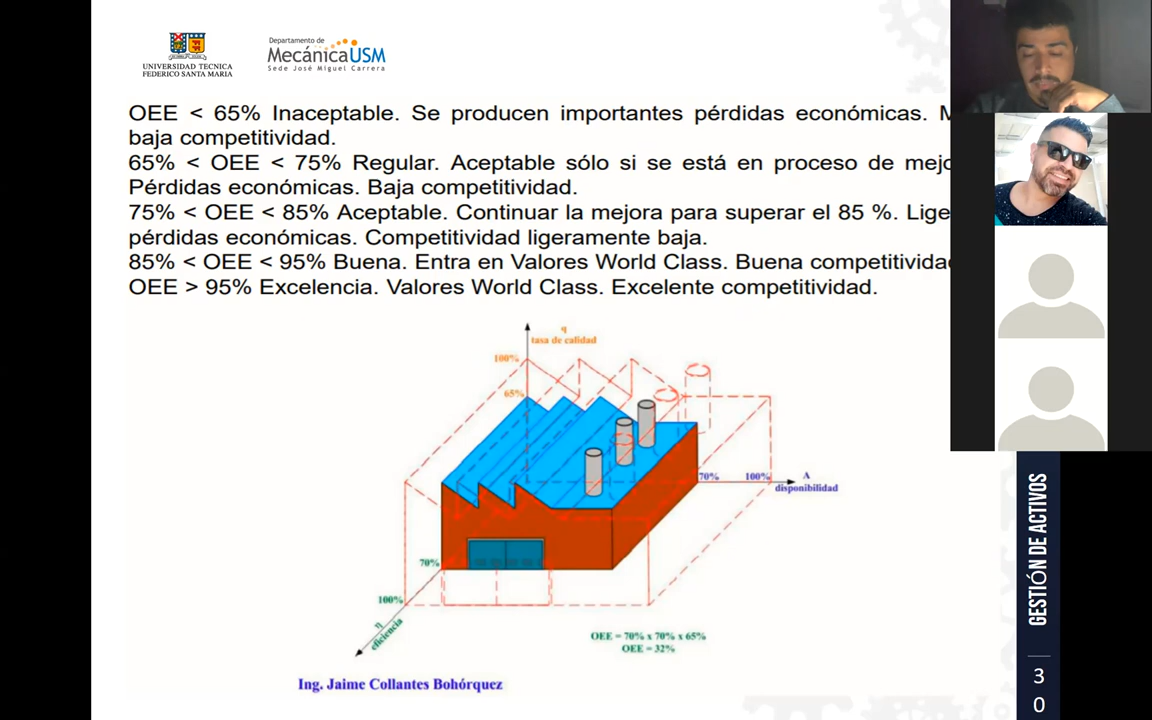 UNIVERSIDAD TECNICA
FEDERICO SANTA MARIA
Departamento de
MecánicaUSM
Sede José Miguel Carrera
OEE < 65% Inaceptable. Se producen importantes pérdidas económicas.
baja competitividad.
65% < OEE < 75% Regular. Aceptable sólo si se está en proceso de mejo
Pérdidas económicas. Baja competitividad.
75% < OEE < 85% Aceptable. Continuar la mejora para superar el 85 %. Lige
pérdidas económicas. Competitividad ligeramente baja.
85% < OEE < 95% Buena. Entra en Valores World Class. Buena competitivida
OEE > 95% Excelencia. Valores World Class. Excelente competitividad.
q
tasa de calidad
100%
65%
70%
100%
A
disponibilidad
70%
100%
η
eficiencia
OEE = 70% x 70% x 65%
OEE = 32%
Ing. Jaime Collantes Bohórquez
GESTIÓN DE ACTIVOS
3
0